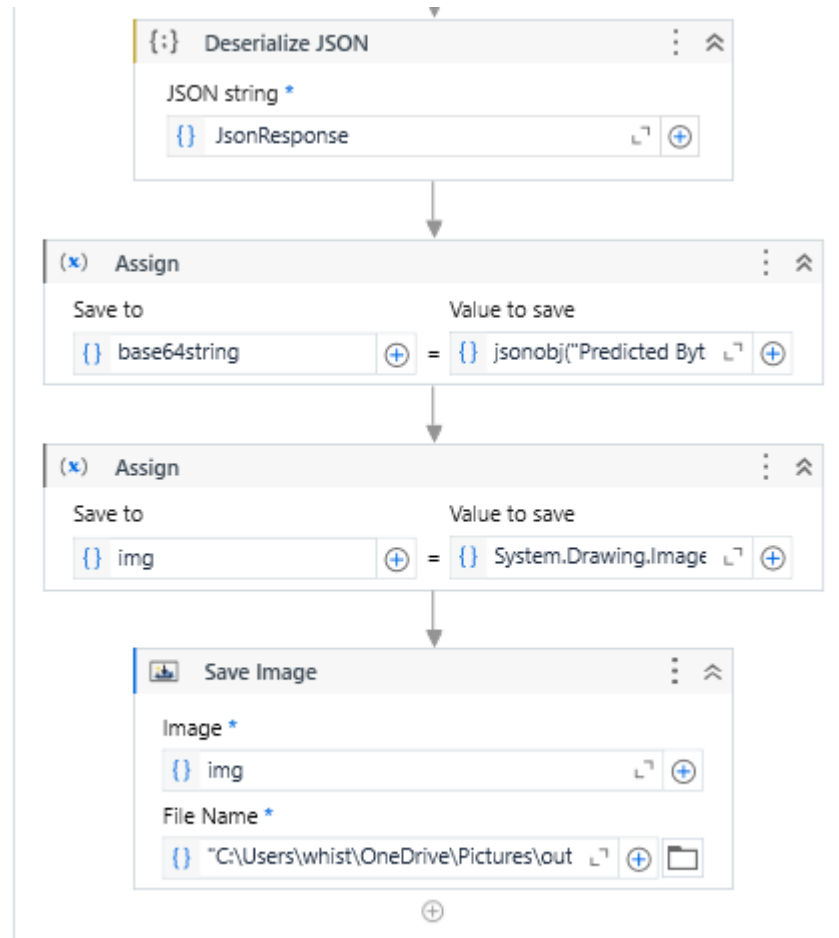 {:} Deserialize JSON
JSON string *
{} JsonResponse
(x) Assign
Save to Value to save
{} base64string = {} jsonobj("Predicted Byt
(x) Assign
Save to Value to save
{} img = {} System.Drawing.Image
Save Image
Image *
{} img
File Name *
{} "C:\Users\whist\OneDrive\Pictures\out